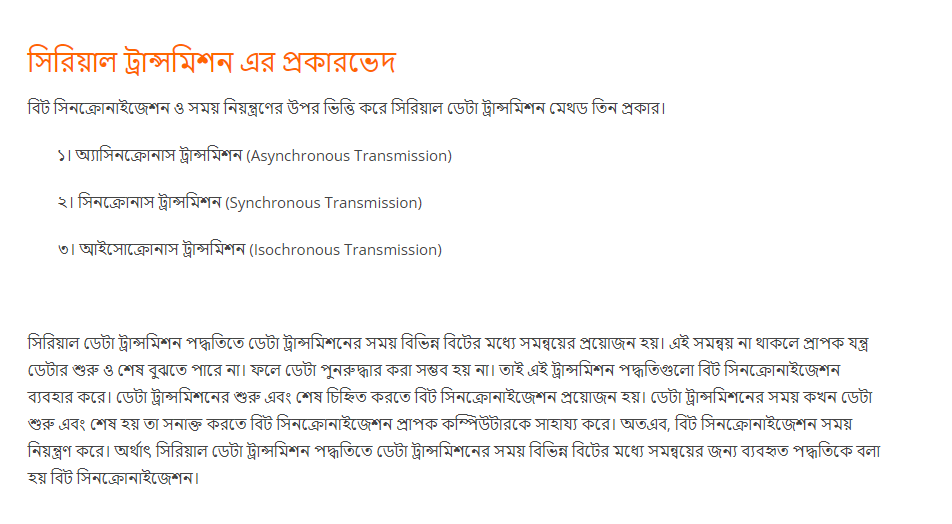 সিরিয়াল ট্রান্সমিশন এর প্রকারভেদ
বিট সিনক্রোনাইজেশন ও সময় নিয়ন্ত্রণের উপর ভিত্তি করে সিরিয়াল ডেটা ট্রান্সমিশন মেথড তিন প্রকার।
১। অ্যাসিনক্রোনাস ট্রান্সমিশন (Asynchronous Transmission)
২। সিনক্রোনাস ট্রান্সমিশন (Synchronous Transmission)
৩। আইসোক্রোনাস ট্রান্সমিশন (Isochronous Transmission)
সিরিয়াল ডেটা ট্রান্সমিশন পদ্ধতিতে ডেটা ট্রান্সমিশনের সময় বিভিন্ন বিটের মধ্যে সমন্বয়ের প্রয়োজন হয়। এই সমন্বয় না থাকলে প্রাপক যন্ত্র
ডেটার শুরু ও শেষ বুঝতে পারে না। ফলে ডেটা পুনরুদ্ধার করা সম্ভব হয় না। তাই এই ট্রান্সমিশন পদ্ধতিগুলো বিট সিনক্রোনাইজেশন
ব্যবহার করে। ডেটা ট্রান্সমিশনের শুরু এবং শেষ চিহ্নিত করতে বিট সিনক্রোনাইজেশন প্রয়োজন হয়। ডেটা ট্রান্সমিশনের সময় কখন ডেটা
শুরু এবং শেষ হয় তা সনাক্ত করতে বিট সিনক্রোনাইজেশন প্রাপক কম্পিউটারকে সাহায্য করে। অতএব, বিট সিনক্রোনাইজেশন সময়
নিয়ন্ত্রণ করে। অর্থাৎ সিরিয়াল ডেটা ট্রান্সমিশন পদ্ধতিতে ডেটা ট্রান্সমিশনের সময় বিভিন্ন বিটের মধ্যে সমন্বয়ের জন্য ব্যবহৃত পদ্ধতিকে বলা
হয় বিট সিনক্রোনাইজেশন।